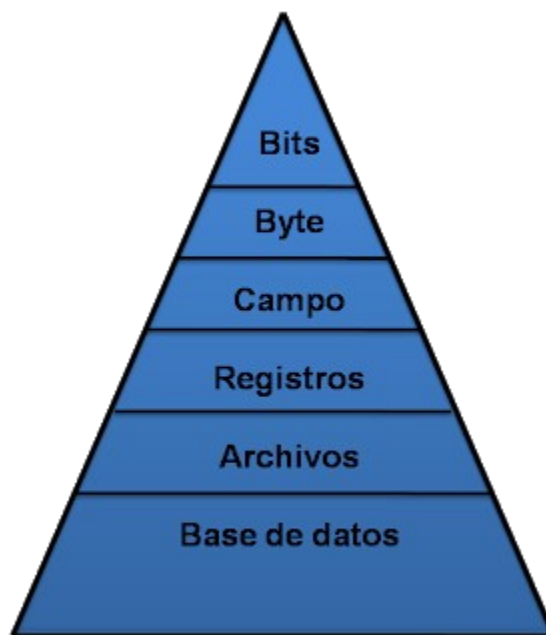 Bits
Byte
Campo
Registros
Archivos
Base de datos